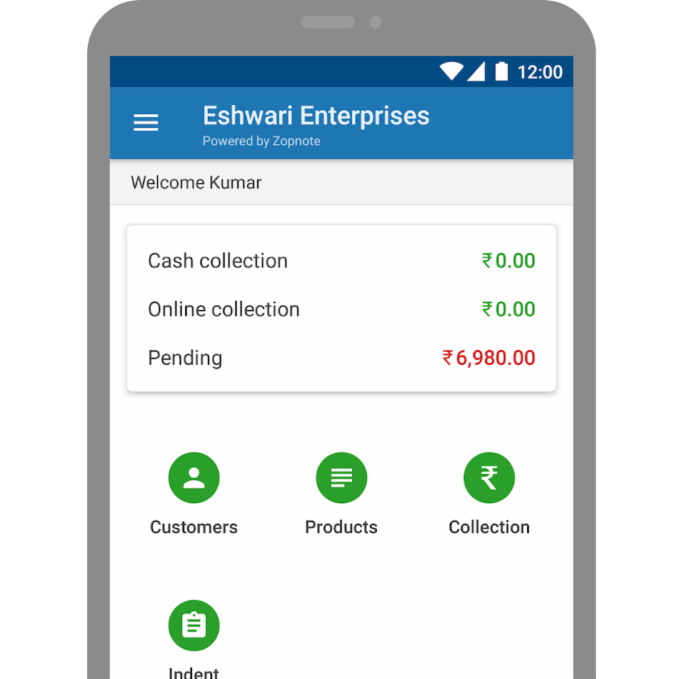 12:00
Eshwari Enterprises
Powered by Zopnote
Welcome Kumar
Cash collection ₹0.00
Online collection ₹0.00
Pending ₹6,980.00
Customers Products Collection
Indent